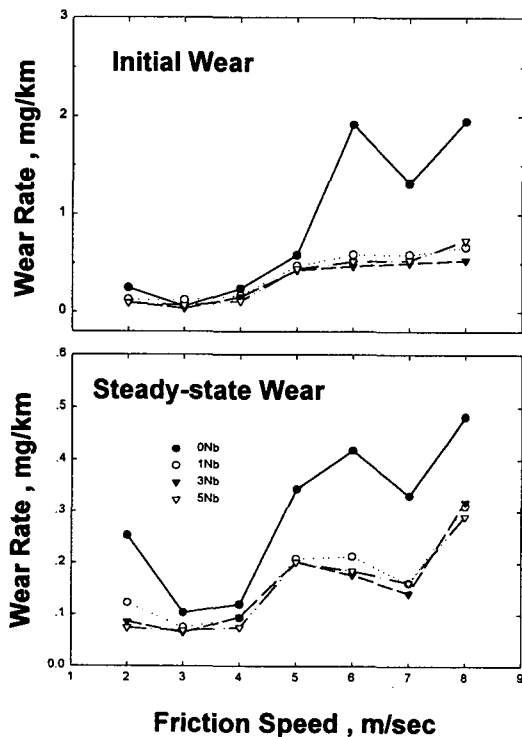 3
Initial Wear
2
Wear Rate , mg/km
1
0
.6
Steady-state Wear
.5
0Nb
.4
1Nb
3Nb
5Nb
Wear Rate , mg/km
.3
.2
.1
0.0
1 2 3 4 5 6 7 8 9
Friction Speed , m/sec